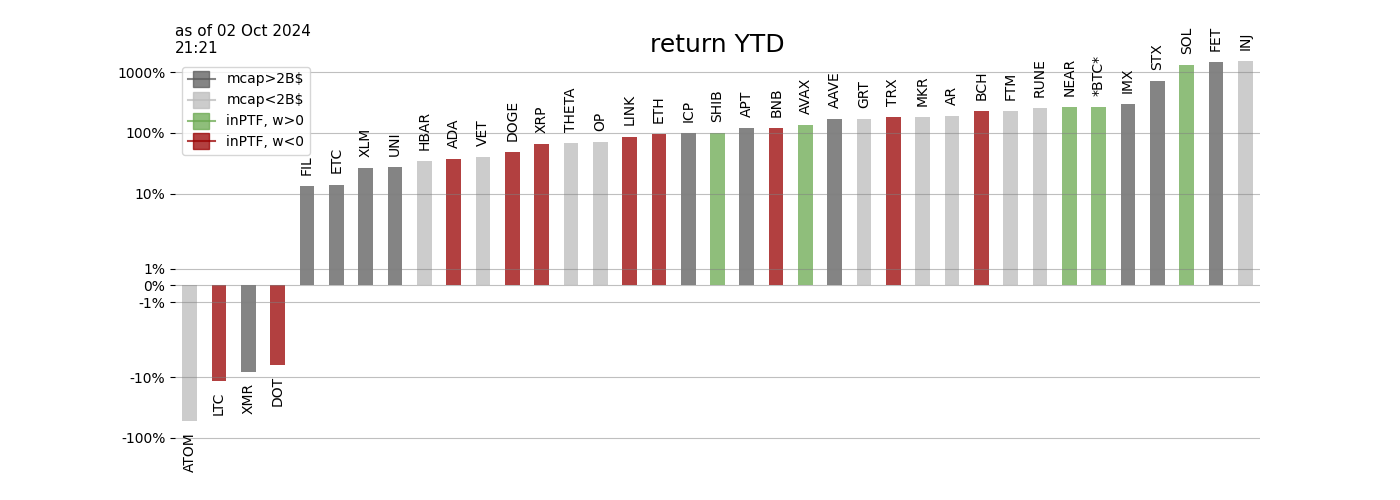 as of 02 Oct 2024
21:21
return YTD
mcap>2B$
mcap<2B$
inPTF, w>0
inPTF, w<0
1000%
100%
10%
1%
0%
-1%
-10%
-100%
ATOM
LTC
XMR
DOT
FIL
ETC
XLM
UNI
HBAR
ADA
VET
DOGE
XRP
THETA
OP
LINK
ETH
ICP
SHIB
APT
BNB
AVAX
AAVE
GRT
TRX
MKR
AR
BCH
FTM
RUNE
NEAR
*BTC*
IMX
STX
SOL
FET
INJ